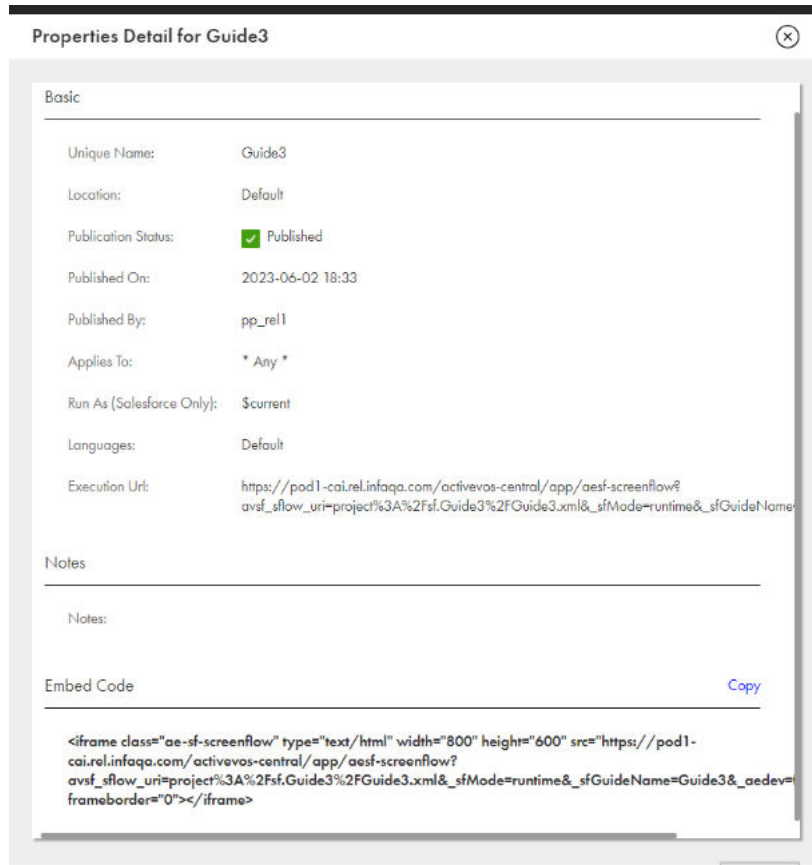 Properties Detail for Guide3
Basic
Unique Name: Guide3
Location: Default
Publication Status: Published
Published On: 2023-06-02 18:33
Published By: pp_rel1
Applies To: * Any *
Run As (Salesforce Only): $current
Languages: Default
Execution Url: https://pod1-cai.rel.infaqa.com/activevos-central/app/aesf-screenflow?
avsf_sflow_uri=project%3A%2Fsf.Guide3%2FGuide3.xml&_sfMode=runtime&_sfGuideName=
Notes
Notes:
Embed Code Copy
<iframe class="ae-sf-screenflow" type="text/html" width="800" height="600" src="https://pod1-
cai.rel.infaqa.com/activevos-central/app/aesf-screenflow?
avsf_sflow_uri=project%3A%2Fsf.Guide3%2FGuide3.xml&_sfMode=runtime&_sfGuideName=Guide3&_aedev=
frameborder="0"></iframe>